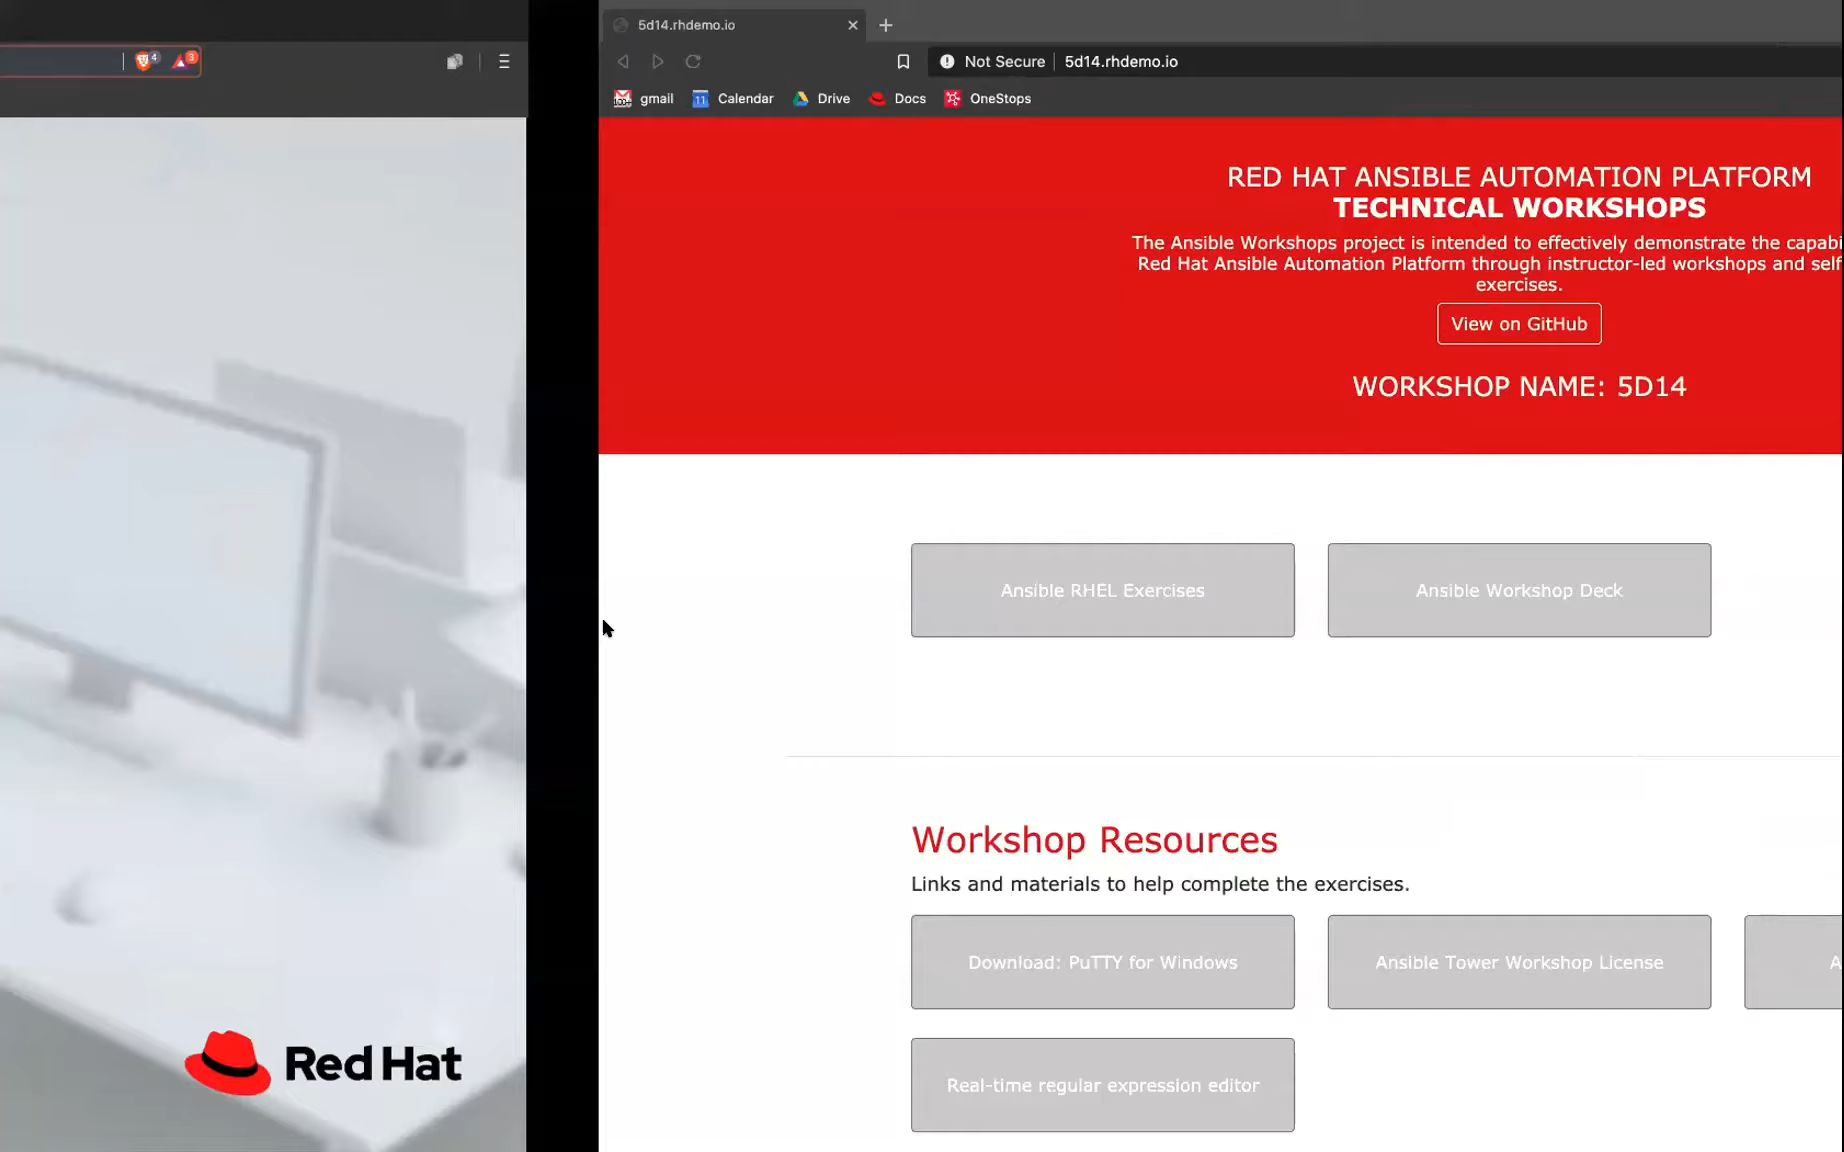 4
3
5d14.rhdemo.io
Not Secure
5d14.rhdemo.io
100+
gmail
11
Calendar
Drive
Docs
OneStops
RED HAT ANSIBLE AUTOMATION PLATFORM
TECHNICAL WORKSHOPS
The Ansible Workshops project is intended to effectively demonstrate the
Red Hat Ansible Automation Platform through instructor-led workshops and self
exercises.
View on GitHub
WORKSHOP NAME: 5D14
Ansible RHEL Exercises
Ansible Workshop Deck
Workshop Resources
Links and materials to help complete the exercises.
Download: PuTTY for Windows
Ansible Tower Workshop License
A
Real-time regular expression editor
Red Hat